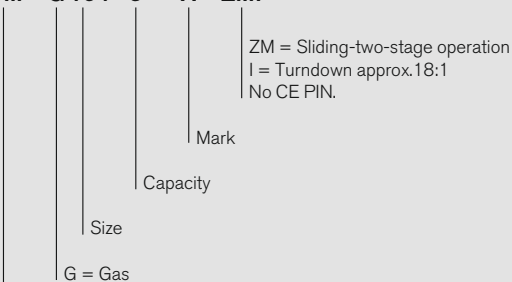 ZM = Sliding-two-stage operation
I = Turndown approx.18:1
No CE PIN.
Mark
Capacity
Size
G = Gas